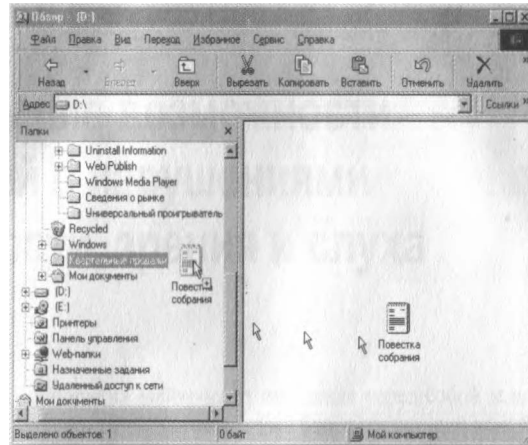 Обзор - (D:)
Файл Правка Вид Переход Избранное Сервис Справка
Назад Вперед Вверх Вырезать Копировать Вставить Отменить Удалить
Адрес D:\ Ссылки
Папки
Uninstall Information
Web Publish
Windows Media Player
Сведения о рынке
Универсальный проигрыватель
Recycled
Windows
Квартальные продажи
Мои документы
(D:)
(E:)
Принтеры
Панель управления
Web-папки
Назначенные задания
Удаленный доступ к сети
Мои документы
Повестка
собрания
Повестка
собрания
Выделено объектов: 1 0 байт Мой компьютер